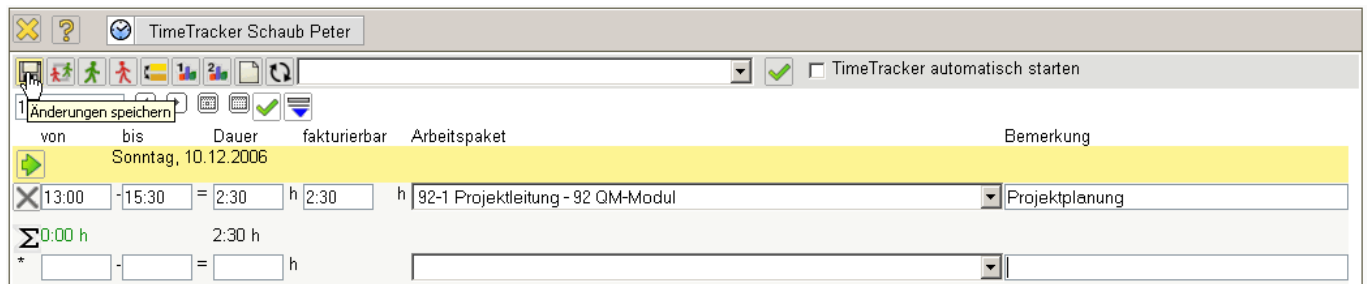 TimeTracker Schaub Peter
TimeTracker automatisch starten
Änderungen speichern
von bis Dauer fakturierbar Arbeitspaket Bemerkung
Sonntag, 10.12.2006
13:00 - 15:30 = 2:30 h 2:30 h 92-1 Projektleitung - 92 QM-Modul Projektplanung
Σ 0:00 h 2:30 h
* - = h